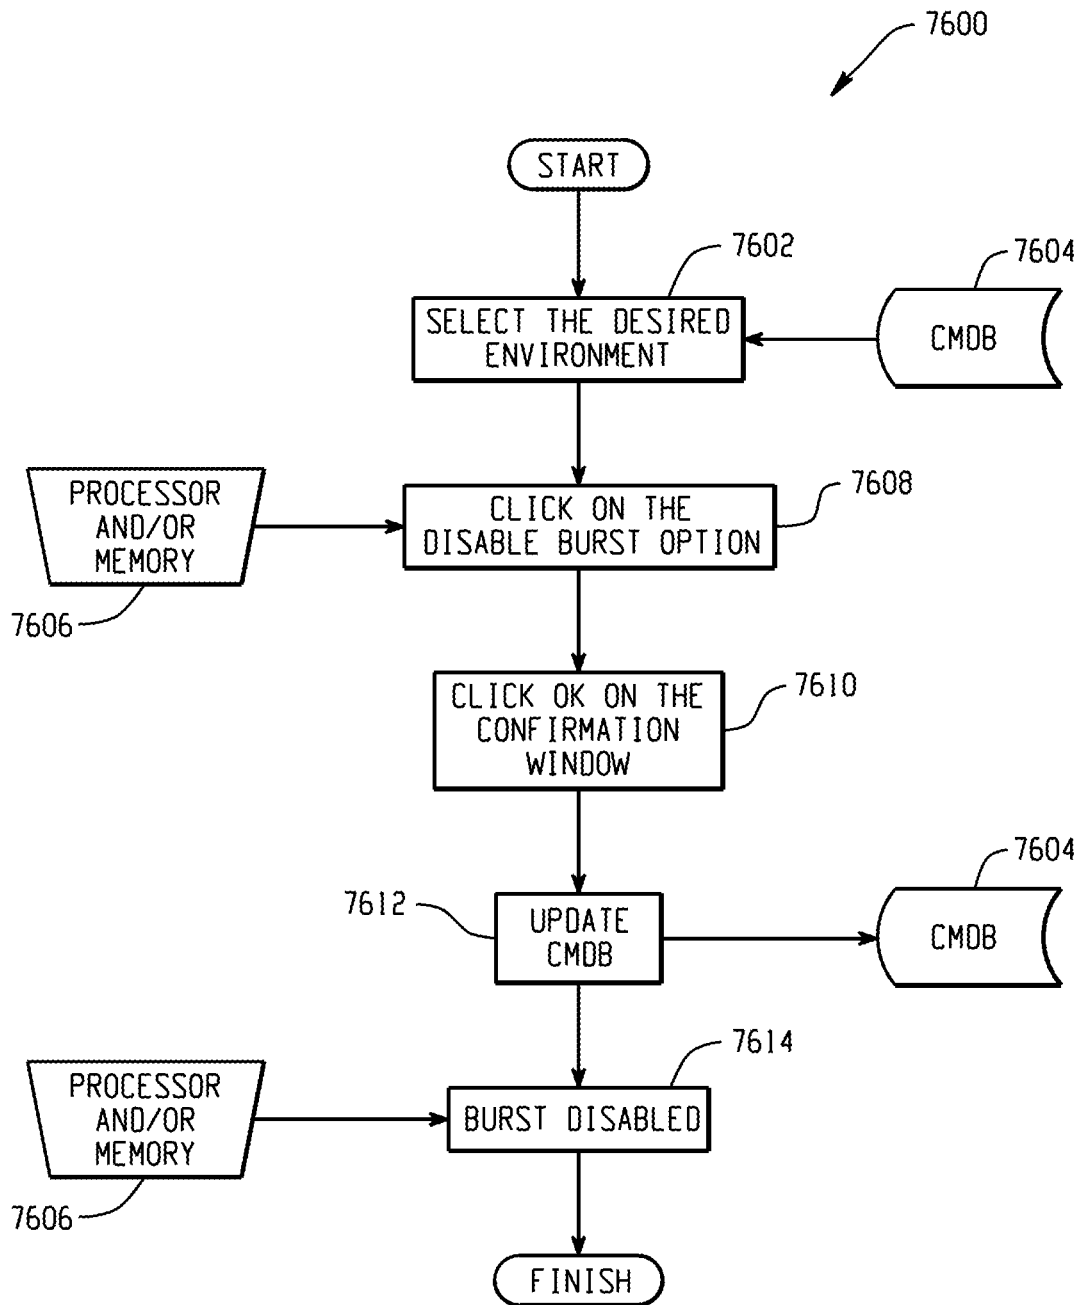 7600
START
7602
7604
SELECT THE DESIRED
ENVIRONMENT
CMDB
PROCESSOR
AND/OR
MEMORY
7606
7608
CLICK ON THE
DISABLE BURST OPTION
7610
CLICK OK ON THE
CONFIRMATION
WINDOW
7612
UPDATE
CMDB
7604
CMDB
7614
PROCESSOR
AND/OR
MEMORY
7606
BURST DISABLED
FINISH